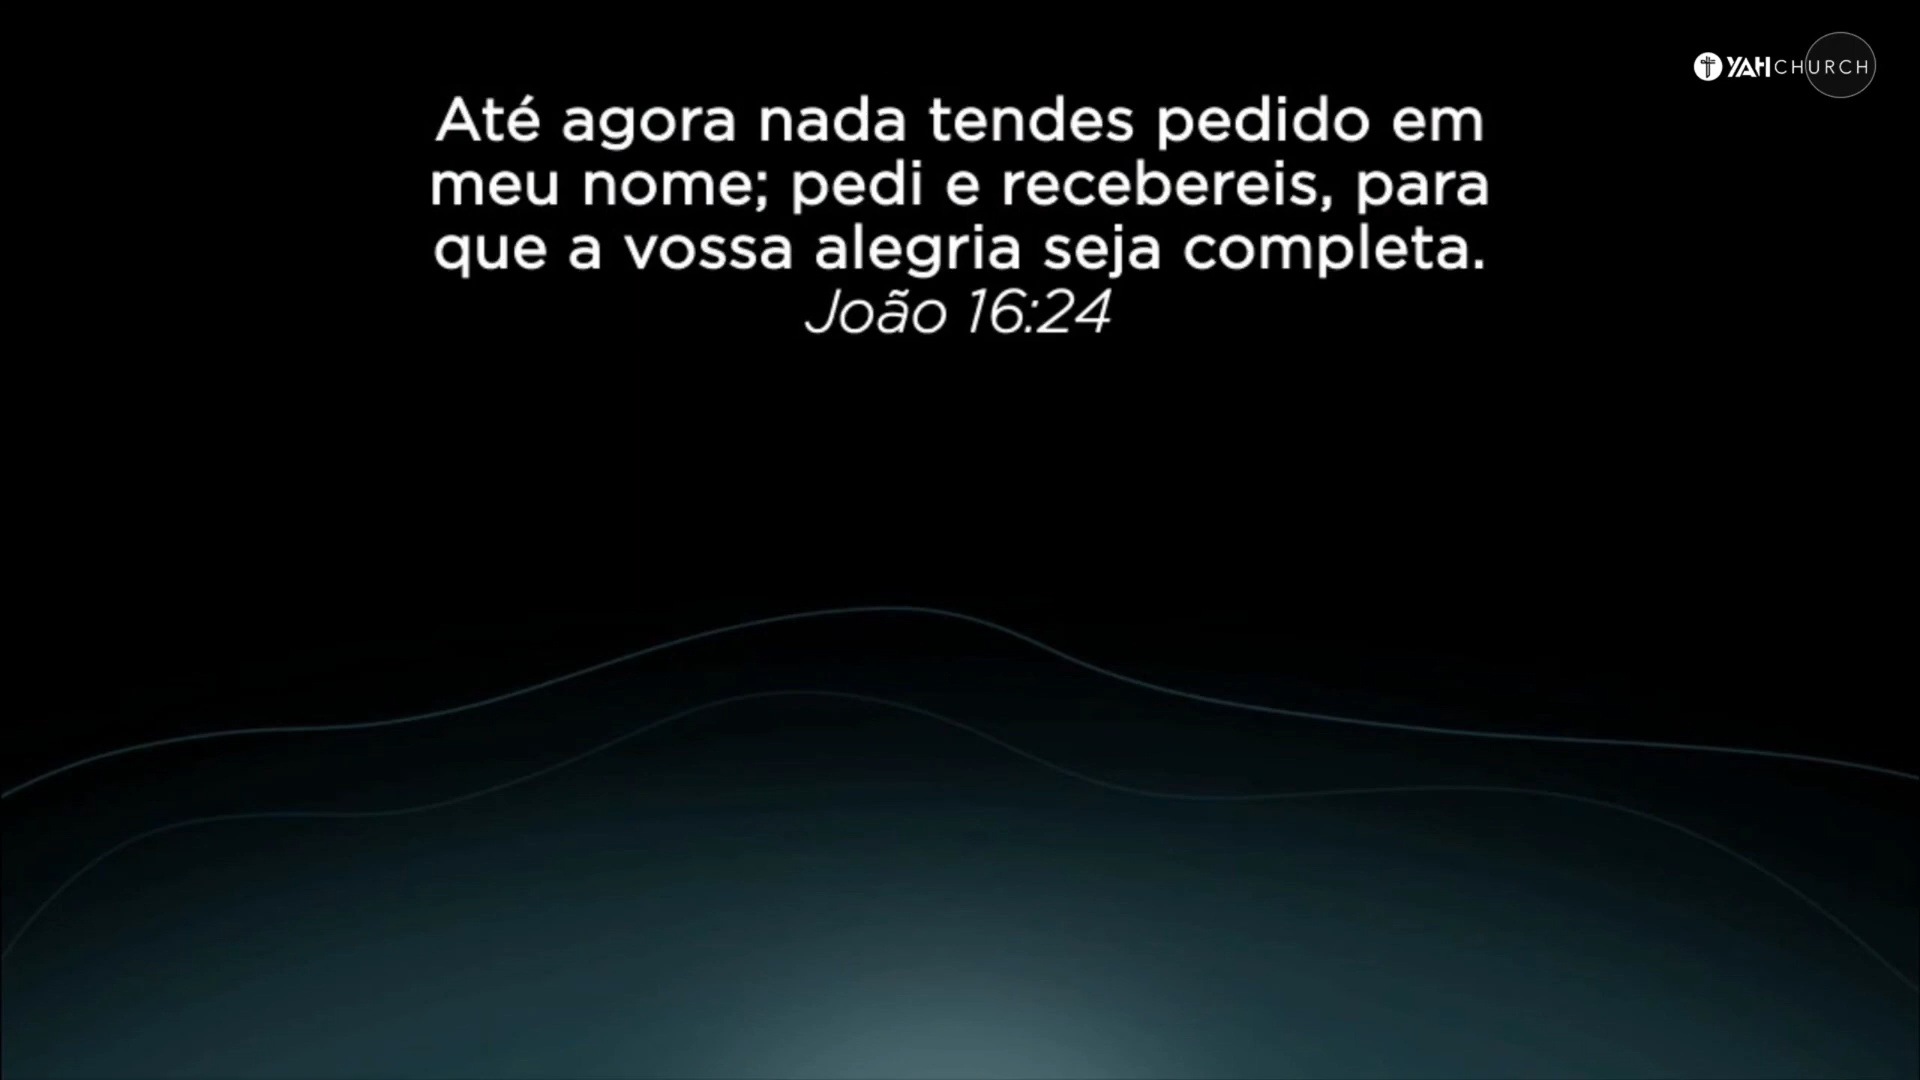 YAH CHURCH
Até agora nada tendes pedido em
meu nome; pedi e recebereis, para
que a vossa alegria seja completa.
João 16:24